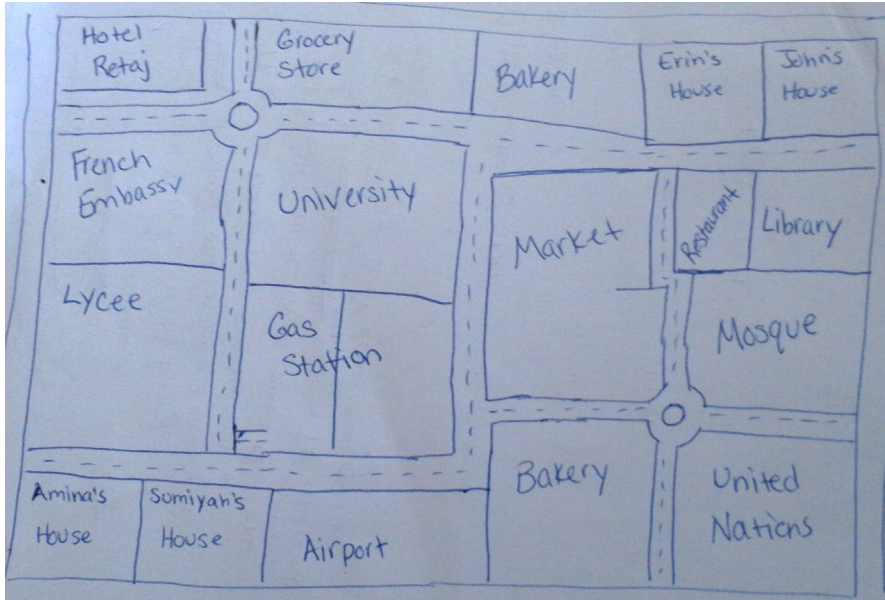 Hotel
Retaj
Grocery
Store
Bakery
Erin's
House
John's
House
French
Embassy
University
Market
Restaurant
Library
Lycee
Gas
Station
Mosque
Bakery
United
Nations
Amina's
House
Sumiyah's
House
Airport